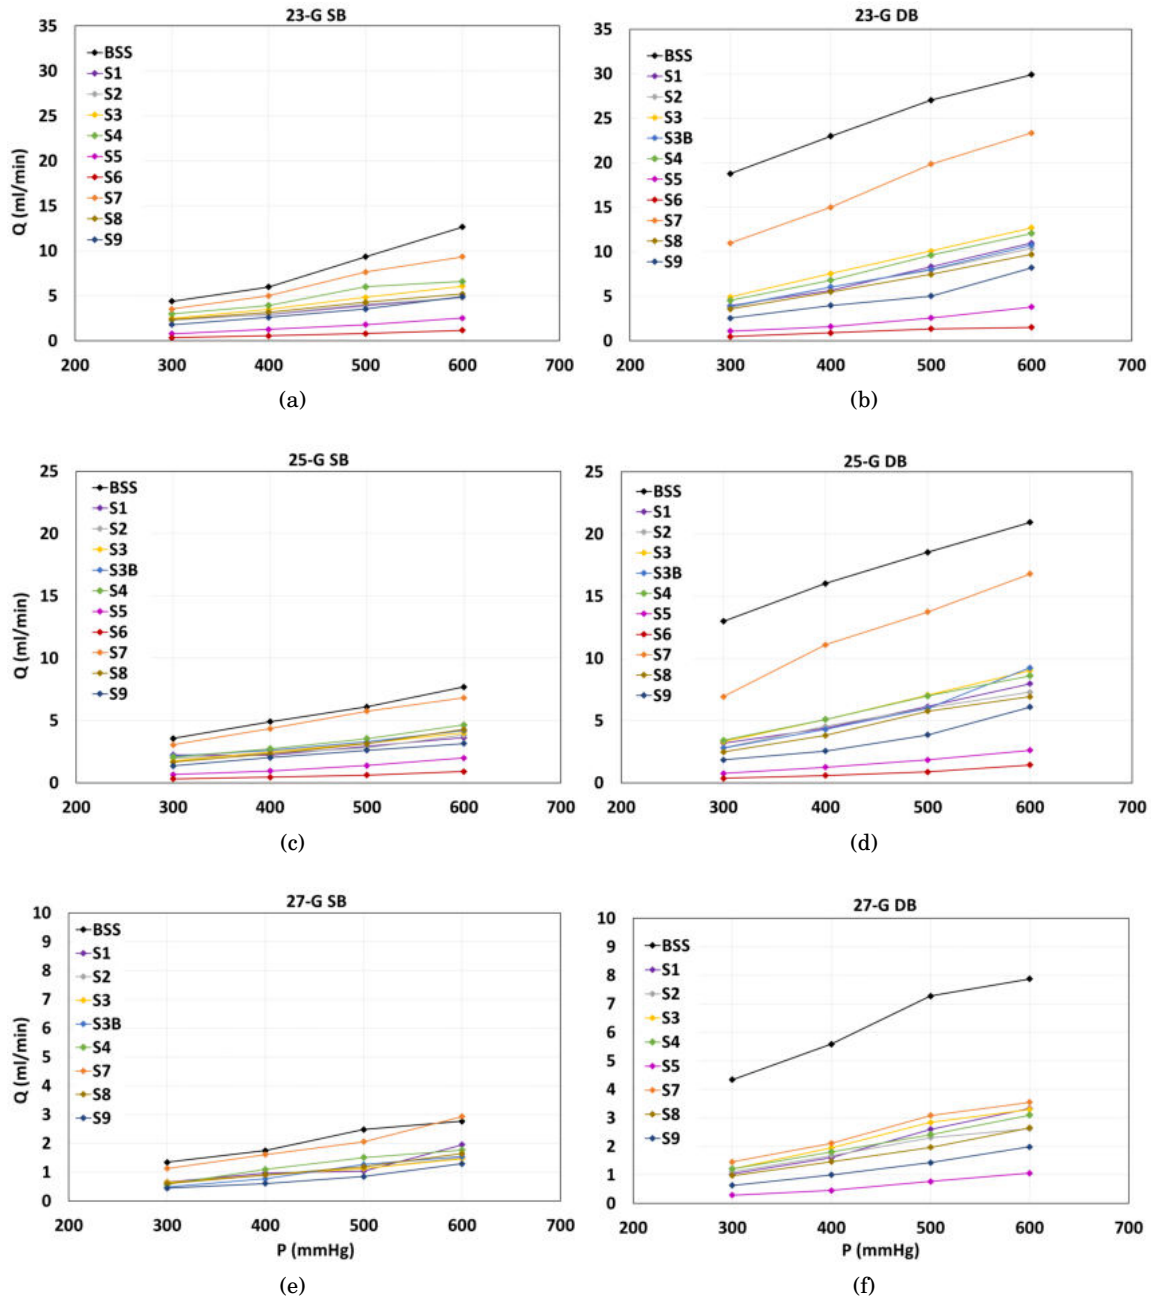 23-G SB
35
30
25
20
15
10
5
0
Q (ml/min)
BSS
S1
S2
S3
S4
S5
S6
S7
S8
S9
200 300 400 500 600 700
(a)
23-G DB
35
30
25
20
15
10
5
0
BSS
S1
S2
S3
S3B
S4
S5
S6
S7
S8
S9
200 300 400 500 600 700
(b)
25-G SB
25
20
15
10
5
0
Q (ml/min)
BSS
S1
S2
S3
S3B
S4
S5
S6
S7
S8
S9
200 300 400 500 600 700
(c)
25-G DB
25
20
15
10
5
0
BSS
S1
S2
S3
S3B
S4
S5
S6
S7
S8
S9
200 300 400 500 600 700
(d)
27-G SB
10
9
8
7
6
5
4
3
2
1
0
Q (ml/min)
BSS
S1
S2
S3
S3B
S4
S7
S8
S9
200 300 400 500 600 700
P (mmHg)
(e)
27-G DB
10
9
8
7
6
5
4
3
2
1
0
BSS
S1
S2
S3
S4
S5
S7
S8
S9
200 300 400 500 600 700
P (mmHg)
(f)